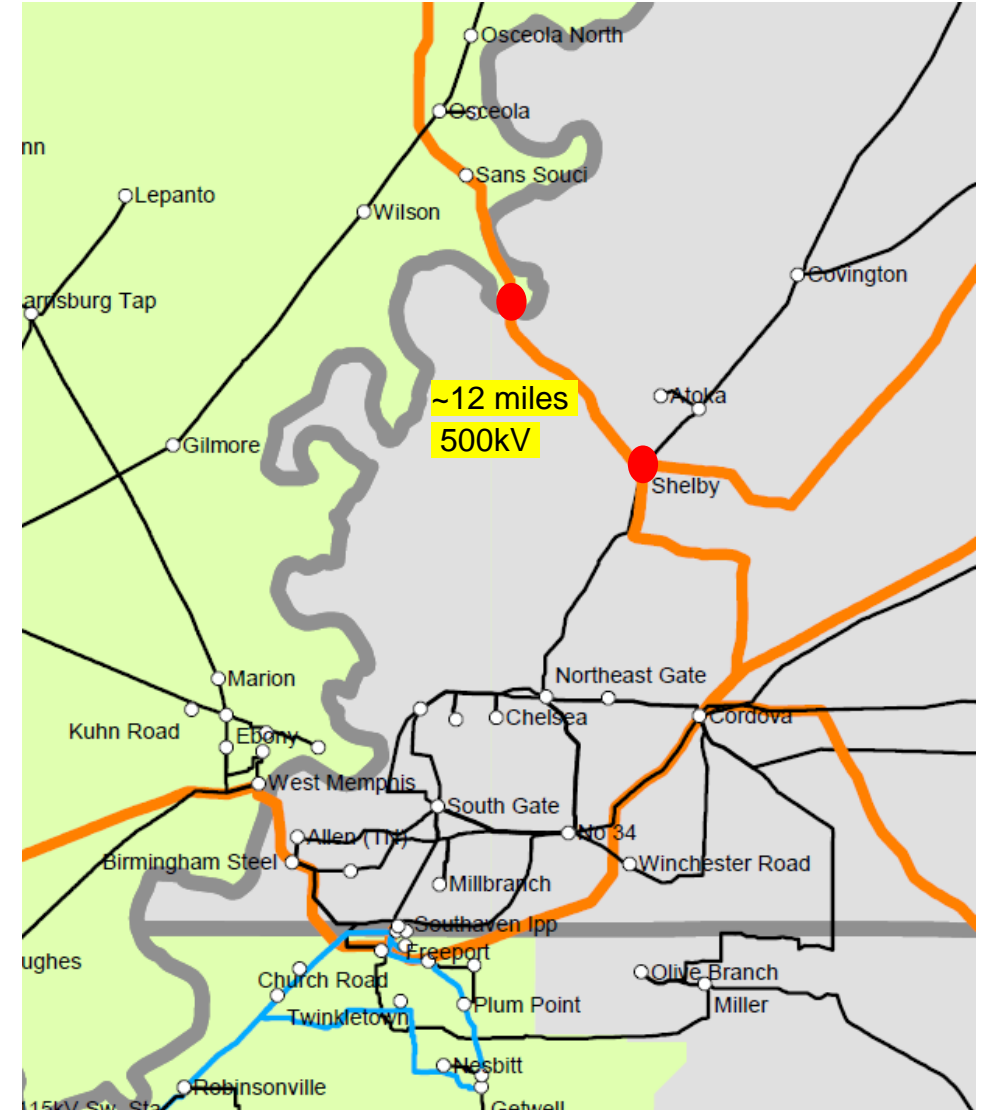 Osceola North
Osceola
nn
Sans Souci
Lepanto
Wilson
Covington
arrisburg Tap
~12 miles
Atoka
500kV
Gilmore
Shelby
Northeast Gate
Marion
Chelsea
Cordova
Kuhn Road
Ebony
West Memphis
South Gate
No 34
Allen (
Birmingham Steel
Winchester Road
Millbranch
Southaven Ipp
Freeport
ughes
Olive Branch
Church Road
Plum Point
Miller
Twinkletown
Nesbitt
Robinsonville
115kV Sw. Sta
Getwell